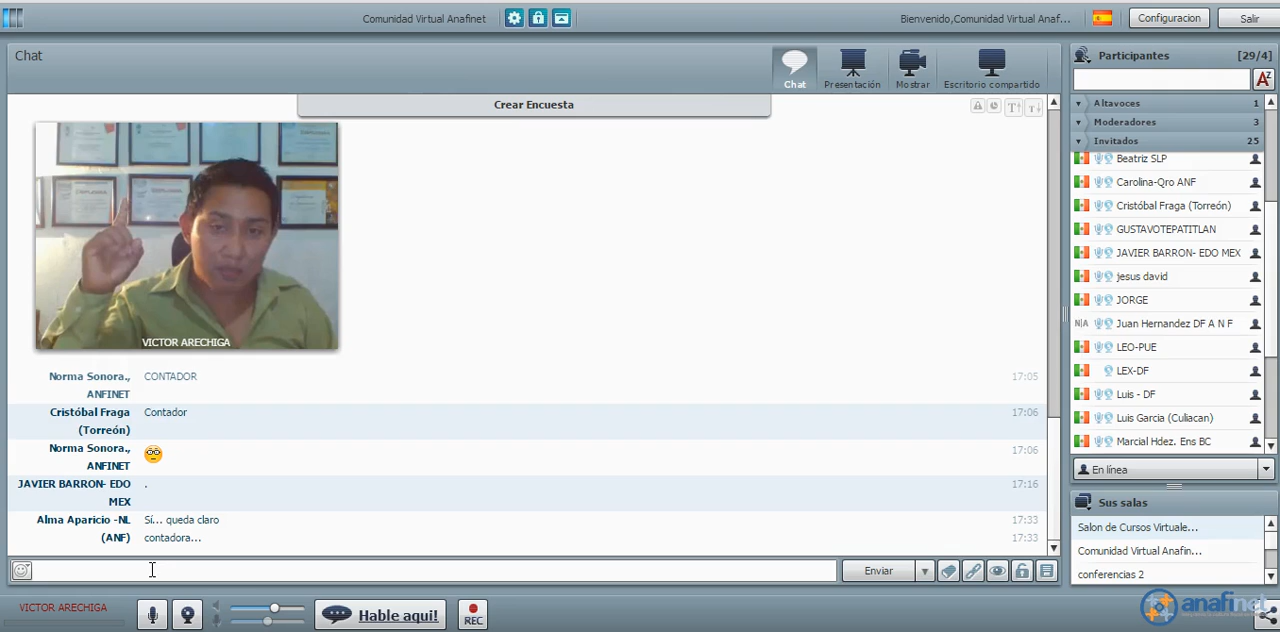 Comunidad Virtual Anafinet
Bienvenido,Comunidad Virtual Anaf...
Configuracion
Salir
Chat
Chat
Presentación
Mostrar
Escritorio compartido
Crear Encuesta
VICTOR ARECHIGA
Norma Sonora., CONTADOR 17:05
ANFINET
Cristóbal Fraga Contador 17:06
(Torreón)
Norma Sonora., 17:06
ANFINET
JAVIER BARRON- EDO . 17:16
MEX
Alma Aparicio -NL Sí... queda claro 17:33
(ANF) contadora... 17:33
Enviar
VICTOR ARECHIGA
Hable aqui!
REC
Participantes [29/4]
AZ
Altavoces 1
Moderadores 3
Invitados 25
Beatriz SLP
Carolina-Qro ANF
Cristóbal Fraga (Torreón)
GUSTAVOTEPATITLAN
JAVIER BARRON- EDO MEX
jesus david
JORGE
N/A Juan Hernandez DF A N F
LEO-PUE
LEX-DF
Luis - DF
Luis Garcia (Culiacan)
Marcial Hdez. Ens BC
En línea
Sus salas
Salon de Cursos Virtuale...
Comunidad Virtual Anafin...
conferencias 2
anafinet